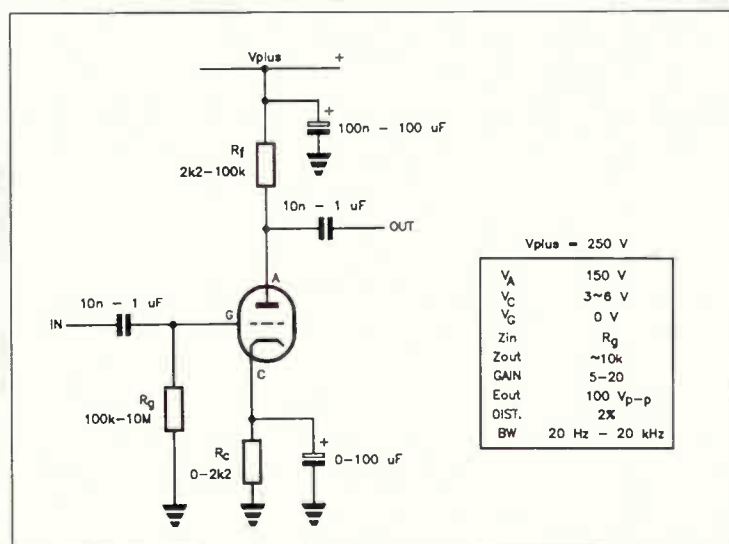 Vplus +
+
100n – 100 uF
Rf
2k2–100k
10n – 1 uF
OUT
A
10n – 1 uF
G
IN
C
Rg
100k–10M
Rc
0–2k2
+
0–100 uF
Vplus = 250 V
VA 150 V
VC 3~6 V
VG 0 V
Zin Rg
Zout ~10k
GAIN 5–20
Eout 100 Vp–p
DIST. 2%
BW 20 Hz – 20 kHz